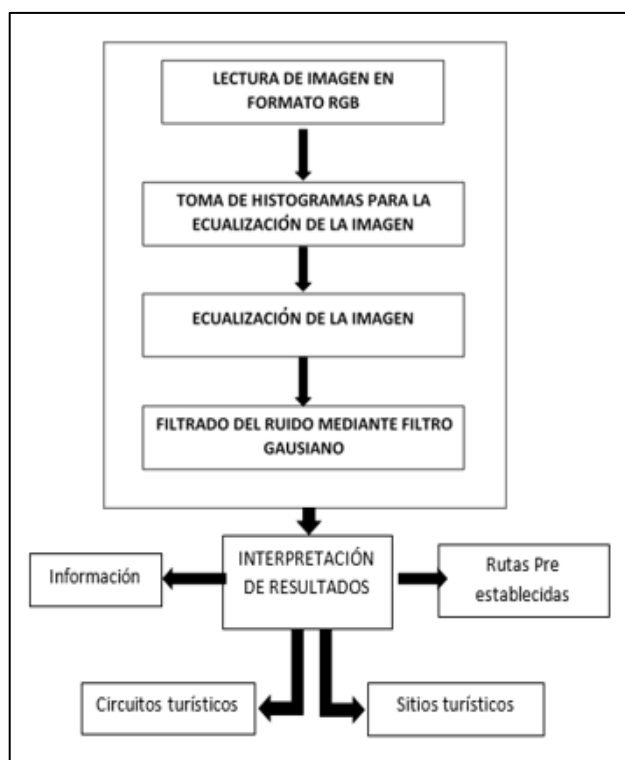 LECTURA DE IMAGEN EN
FORMATO RGB
TOMA DE HISTOGRAMAS PARA LA
ECUALIZACIÓN DE LA IMAGEN
ECUALIZACIÓN DE LA IMAGEN
FILTRADO DEL RUIDO MEDIANTE FILTRO
GAUSIANO
INTERPRETACIÓN
DE RESULTADOS
Información
Rutas Pre
establecidas
Circuitos turísticos
Sitios turísticos